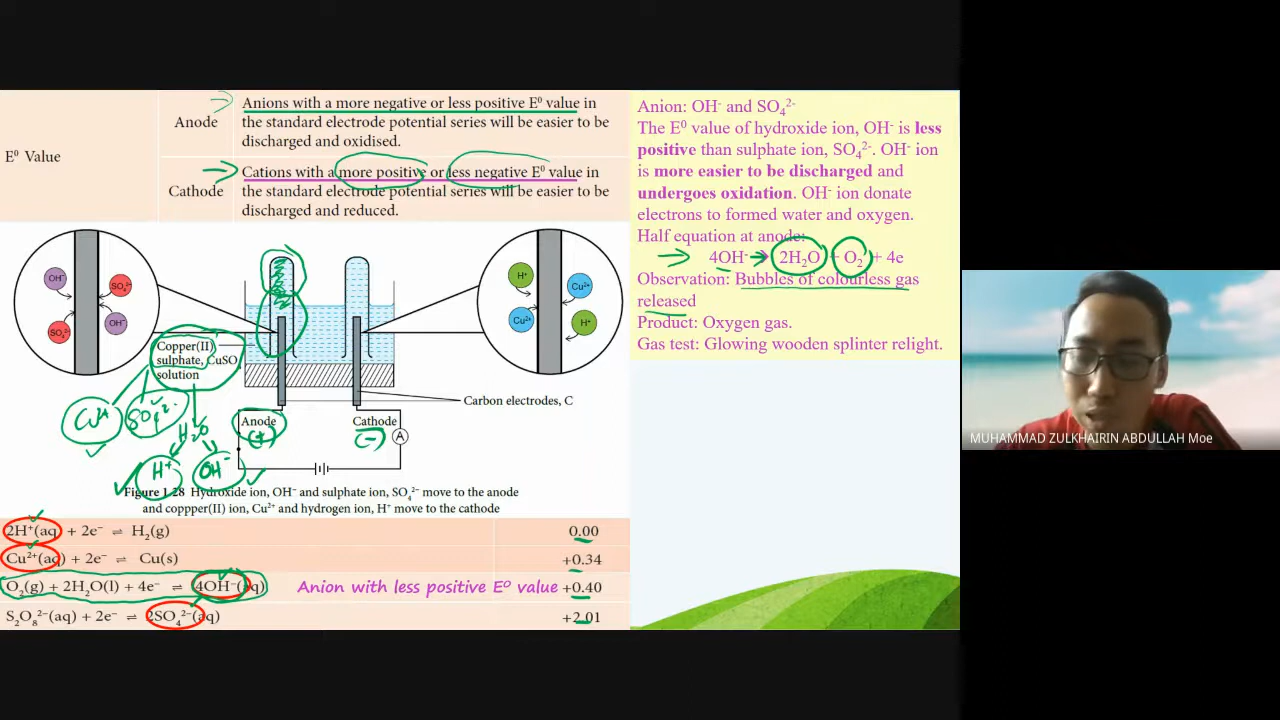 E⁰ Value
Anode
Anions with a more negative or less positive E⁰ value in
the standard electrode potential series will be easier to be
discharged and oxidised.
Cathode
Cations with a more positive or less negative E⁰ value in
the standard electrode potential series will be easier to be
discharged and reduced.
OH⁻
SO₄²⁻
SO₄²⁻
OH⁻
H⁺
Cu²⁺
Cu²⁺
H⁺
Copper(II)
sulphate, CuSO
solution
Carbon electrodes, C
Anode
(+)
Cathode
(-)
A
SO₄²⁻
H₂O
H⁺
OH⁻
Figure 1.28 Hydroxide ion, OH⁻ and sulphate ion, SO₄²⁻ move to the anode
and coppper(II) ion, Cu²⁺ and hydrogen ion, H⁺ move to the cathode
2H⁺(aq) + 2e⁻ ⇌ H₂(g) 0.00
Cu²⁺(aq) + 2e⁻ ⇌ Cu(s) +0.34
O₂(g) + 2H₂O(l) + 4e⁻ ⇌ 4OH⁻(aq) Anion with less positive E⁰ value +0.40
S₂O₈²⁻(aq) + 2e⁻ ⇌ 2SO₄²⁻(aq) +2.01
Anion: OH⁻ and SO₄²⁻
The E⁰ value of hydroxide ion, OH⁻ is less
positive than sulphate ion, SO₄²⁻. OH⁻ ion
is more easier to be discharged and
undergoes oxidation. OH⁻ ion donate
electrons to formed water and oxygen.
Half equation at anode:
4OH⁻ → 2H₂O + O₂ + 4e
Observation: Bubbles of colourless gas
released
Product: Oxygen gas.
Gas test: Glowing wooden splinter relight.
MUHAMMAD ZULKHAIRIN ABDULLAH Moe